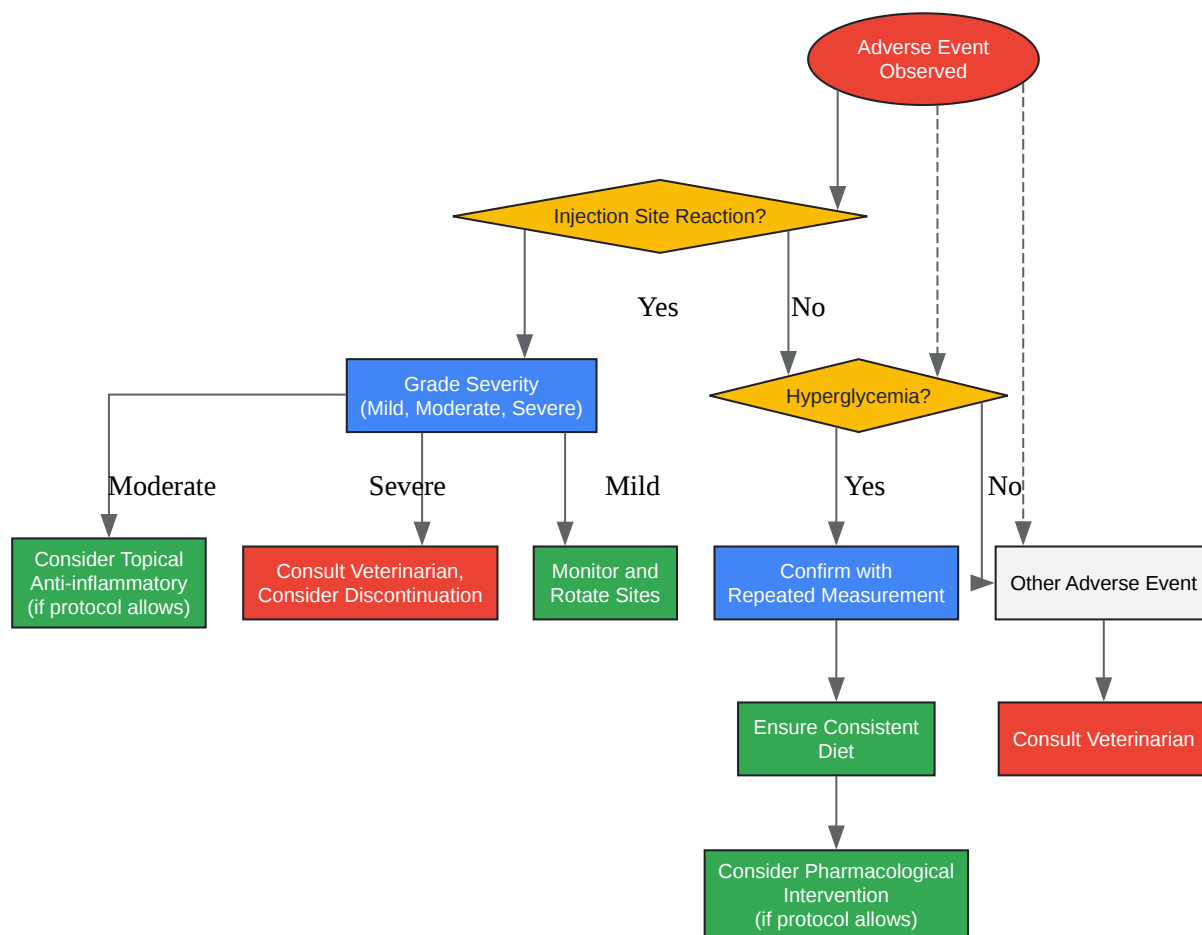 Adverse Event
Observed
Injection Site Reaction?
Yes
No
Grade Severity
(Mild, Moderate, Severe)
Hyperglycemia?
Moderate
Severe
Mild
Yes
No
Consider Topical
Anti-inflammatory
(if protocol allows)
Consult Veterinarian,
Consider Discontinuation
Monitor and
Rotate Sites
Confirm with
Repeated Measurement
Other Adverse Event
Ensure Consistent
Diet
Consult Veterinarian
Consider Pharmacological
Intervention
(if protocol allows)